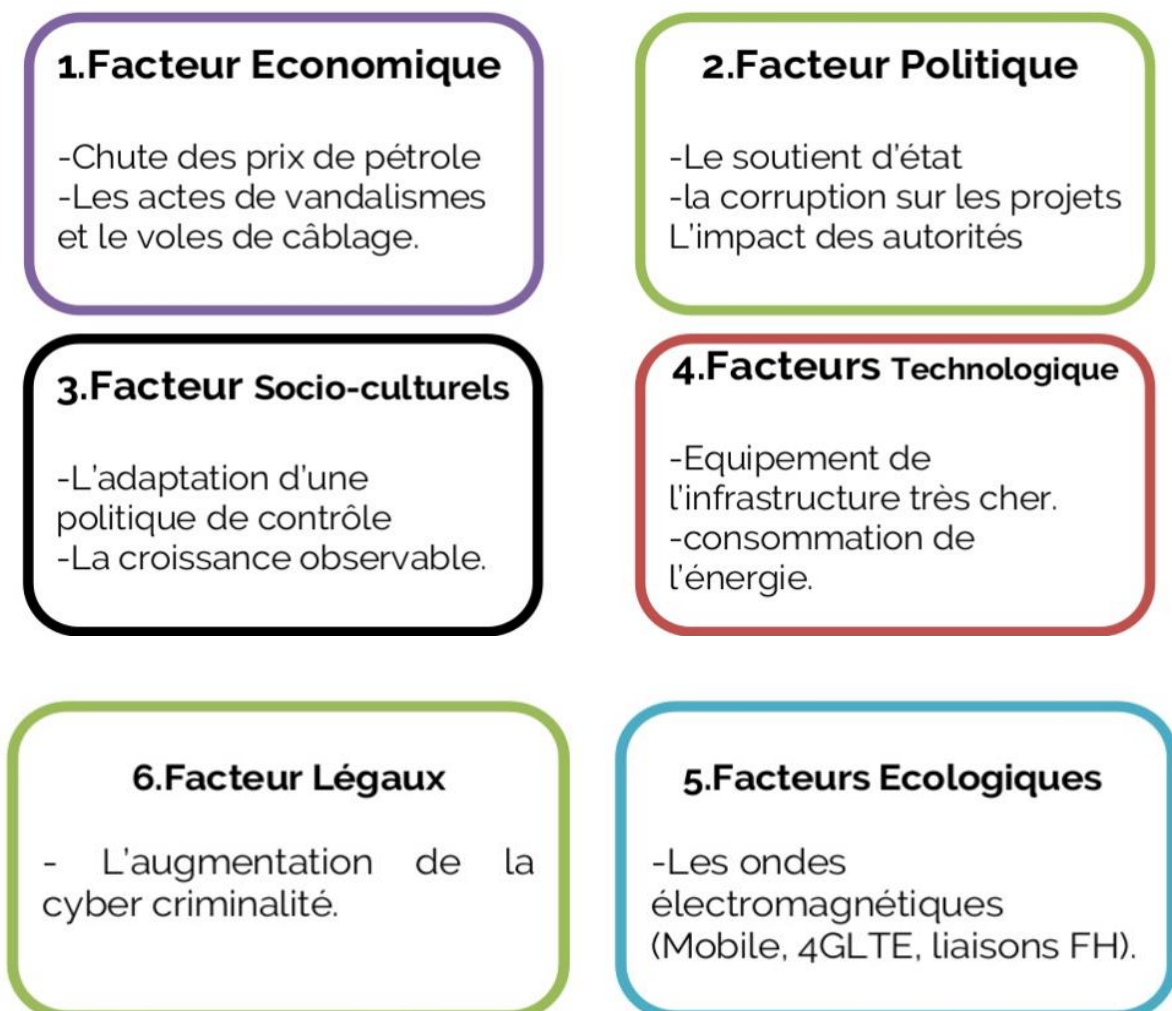 1.Facteur Economique
-Chute des prix de pétrole
-Les actes de vandalismes
et le voles de câblage.
2.Facteur Politique
-Le soutient d’état
-la corruption sur les projets
L’impact des autorités
3.Facteur Socio-culturels
-L’adaptation d’une
politique de contrôle
-La croissance observable.
4.Facteurs Technologique
-Equipement de
l’infrastructure très cher.
-consommation de
l’énergie.
6.Facteur Légaux
- L’augmentation de la
cyber criminalité.
5.Facteurs Ecologiques
-Les ondes
électromagnétiques
(Mobile, 4GLTE, liaisons FH).